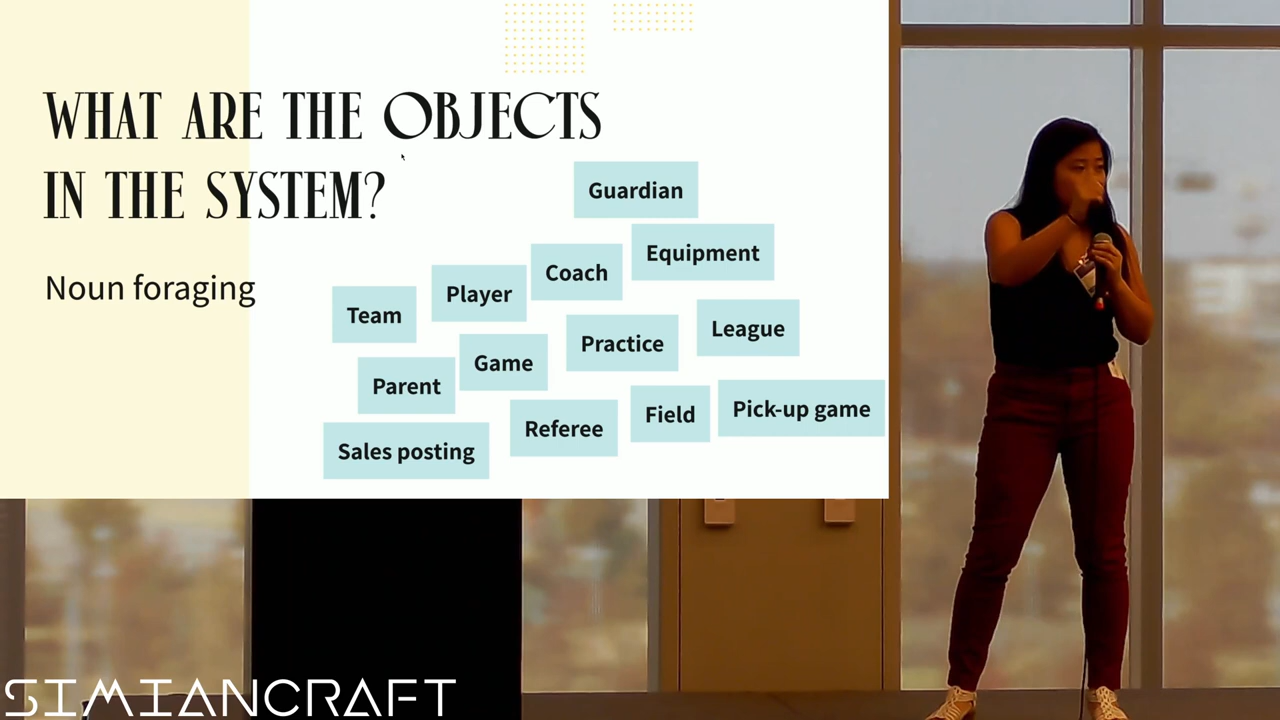 WHAT ARE THE OBJECTS
IN THE SYSTEM?
Noun foraging
Guardian
Equipment
Coach
Player
Team
League
Practice
Game
Parent
Pick-up game
Field
Referee
Sales posting
SIMIANCRAFT